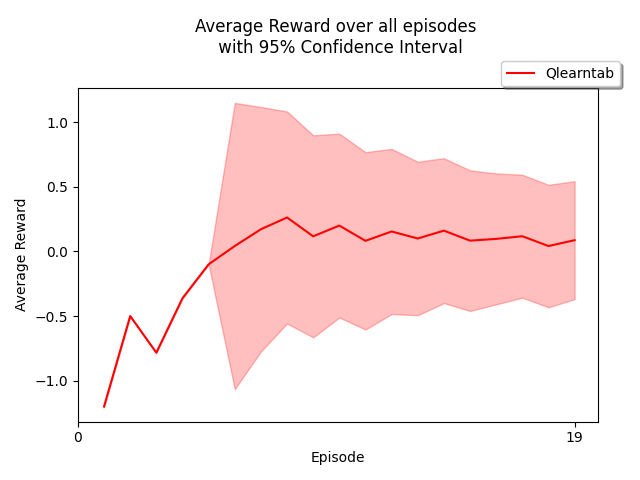 Average Reward over all episodes
with 95% Confidence Interval
Qlearntab
1.0
0.5
0.0
−0.5
−1.0
Average Reward
0
19
Episode